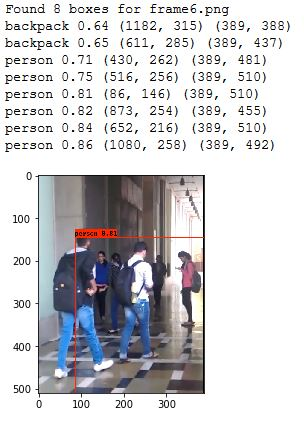 Found 8 boxes for frame6.png
backpack 0.64 (1182, 315) (389, 388)
backpack 0.65 (611, 285) (389, 437)
person 0.71 (430, 262) (389, 481)
person 0.75 (516, 256) (389, 510)
person 0.81 (86, 146) (389, 510)
person 0.82 (873, 254) (389, 455)
person 0.84 (652, 216) (389, 510)
person 0.86 (1080, 258) (389, 492)
0
person 0.81
100
200
300
400
500
0 100 200 300